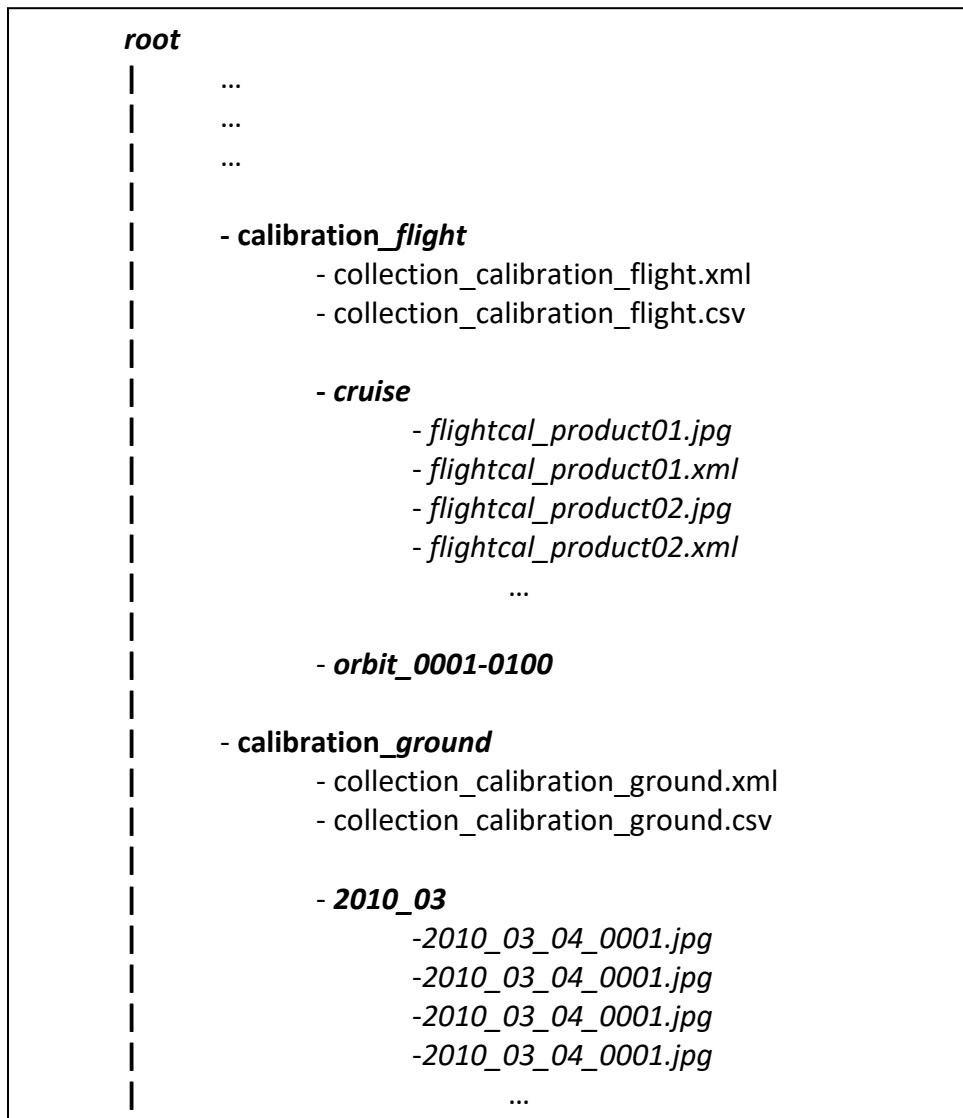 root
| ...
| ...
| ...
|
| - calibration_flight
| - collection_calibration_flight.xml
| - collection_calibration_flight.csv
|
| - cruise
| - flightcal_product01.jpg
| - flightcal_product01.xml
| - flightcal_product02.jpg
| - flightcal_product02.xml
| ...
|
| - orbit_0001-0100
|
| - calibration_ground
| - collection_calibration_ground.xml
| - collection_calibration_ground.csv
|
| - 2010_03
| -2010_03_04_0001.jpg
| -2010_03_04_0001.jpg
| -2010_03_04_0001.jpg
| -2010_03_04_0001.jpg
| ...